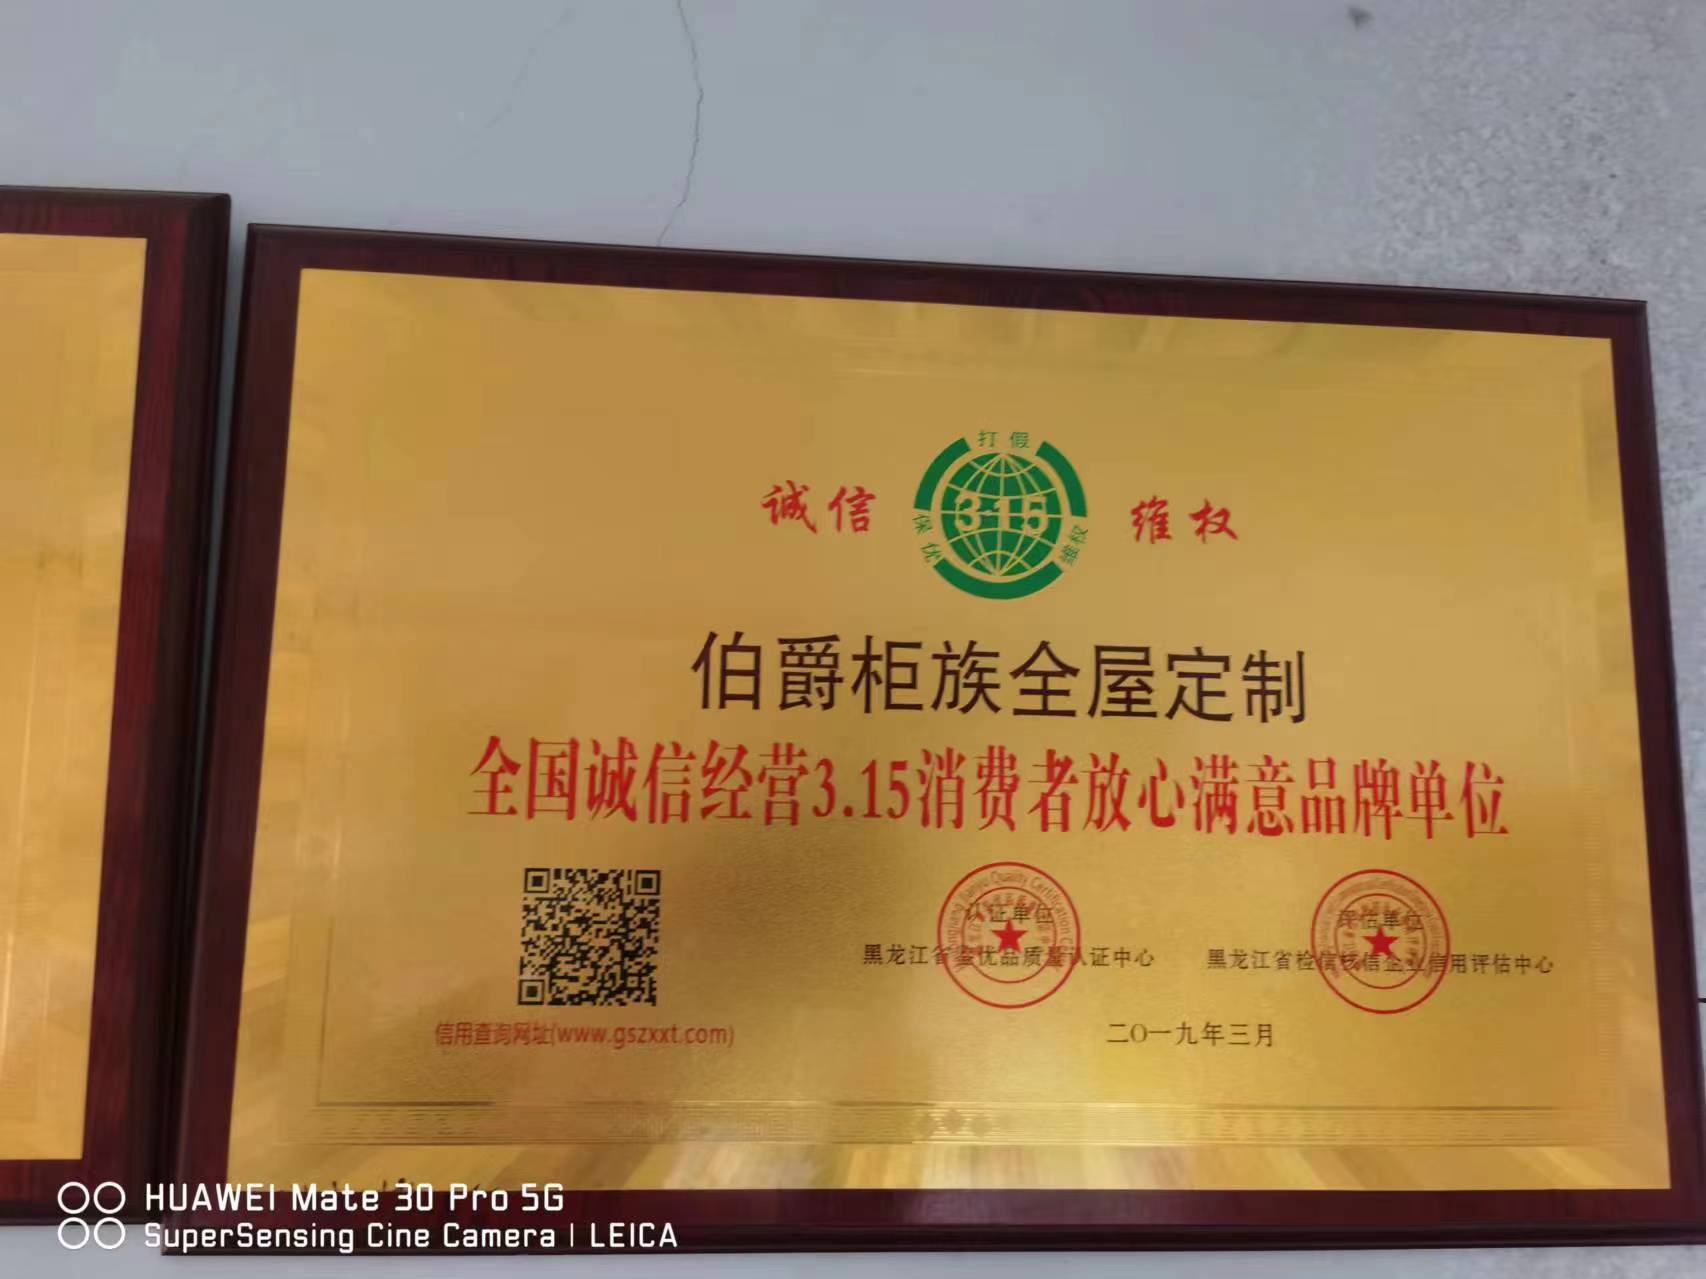 打假
诚信
3·15
维权
保优
维权
伯爵柜族全屋定制
全国诚信经营3.15消费者放心满意品牌单位
认证单位
评估单位
黑龙江省鉴优品质量认证中心
黑龙江省检信核信企业信用评估中心
信用查询网址(www.gszxxt.com)
二〇一九年三月
HUAWEI Mate 30 Pro 5G
SuperSensing Cine Camera | LEICA